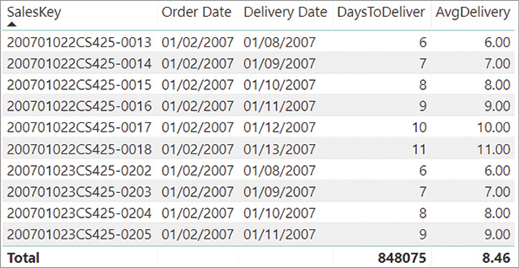 SalesKey Order Date Delivery Date DaysToDeliver AvgDelivery
200701022CS425-0013 01/02/2007 01/08/2007 6 6.00
200701022CS425-0014 01/02/2007 01/09/2007 7 7.00
200701022CS425-0015 01/02/2007 01/10/2007 8 8.00
200701022CS425-0016 01/02/2007 01/11/2007 9 9.00
200701022CS425-0017 01/02/2007 01/12/2007 10 10.00
200701022CS425-0018 01/02/2007 01/13/2007 11 11.00
200701023CS425-0202 01/02/2007 01/08/2007 6 6.00
200701023CS425-0203 01/02/2007 01/09/2007 7 7.00
200701023CS425-0204 01/02/2007 01/10/2007 8 8.00
200701023CS425-0205 01/02/2007 01/11/2007 9 9.00
Total 848075 8.46